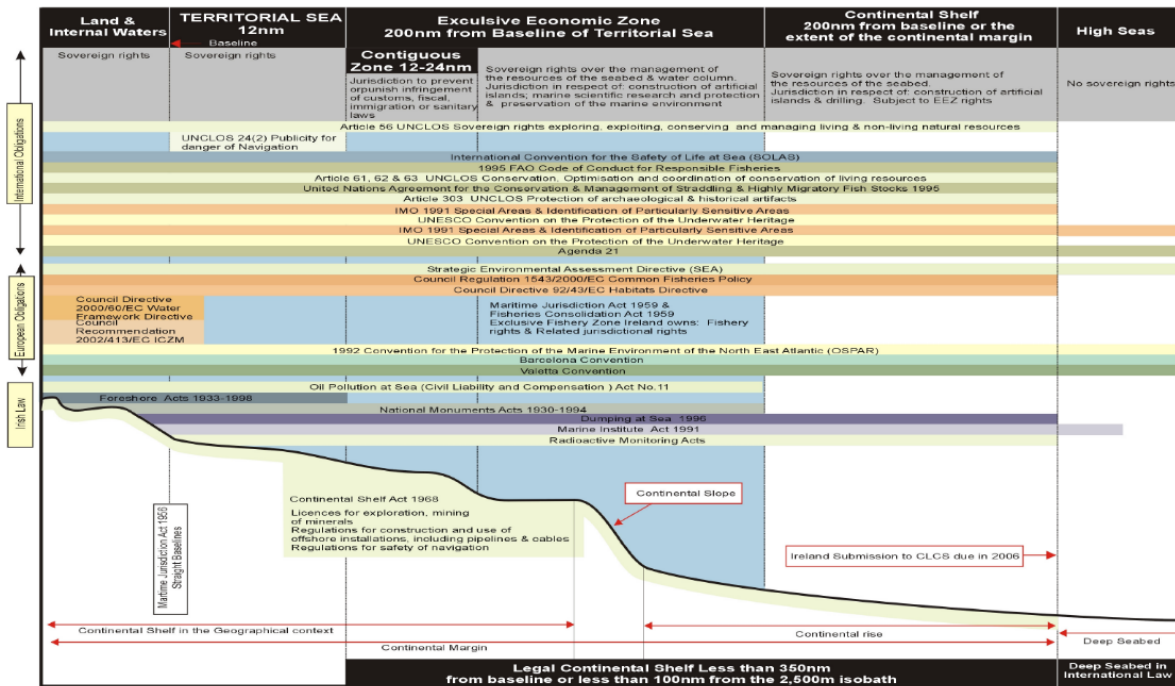 Land &
Internal Waters
TERRITORIAL SEA
12nm
Baseline
Exculsive Economic Zone
200nm from Baseline of Territorial Sea
Continental Shelf
200nm from baseline or the
extent of the continental margin
High Seas
Sovereign rights
Sovereign rights
Contiguous
Zone 12-24nm
Jurisdiction to prevent
orpunish infringement
of customs, fiscal,
immigration or sanitary
laws
Sovereign rights over the management of
the resources of the seabed & water column.
Jurisdiction in respect of: construction of artificial
islands; marine scientific research and protection
& preservation of the marine environment
Sovereign rights over the management of
the resources of the seabed.
Jurisdiction in respect of: construction of artificial
islands & drilling. Subject to EEZ rights
No sovereign rights
International Obligations
Article 56 UNCLOS Sovereign rights exploring, exploiting, conserving and managing living & non-living natural resources
UNCLOS 24(2) Publicity for
danger of Navigation
International Convention for the Safety of Life at Sea (SOLAS)
1995 FAO Code of Conduct for Responsible Fisheries
Article 61, 62 & 63 UNCLOS Conservation, Optimisation and coordination of conservation of living resources
United Nations Agreement for the Conservation & Management of Straddling & Highly Migratory Fish Stocks 1995
Article 303 UNCLOS Protection of archaeological & historical artifacts
IMO 1991 Special Areas & Identification of Particularly Sensitive Areas
UNESCO Convention on the Protection of the Underwater Heritage
IMO 1991 Special Areas & Identification of Particularly Sensitive Areas
UNESCO Convention on the Protection of the Underwater Heritage
Agenda 21
European Obligations
Strategic Environmental Assessment Directive (SEA)
Council Regulation 1543/2000/EC Common Fisheries Policy
Council Directive 92/43/EC Habitats Directive
Council Directive
2000/60/EC Water
Framework Directive
Council
Recommendation
2002/413/EC ICZM
Maritime Jurisdiction Act 1959 &
Fisheries Consolidation Act 1959
Exclusive Fishery Zone Ireland owns: Fishery
rights & Related jurisdictional rights
1992 Convention for the Protection of the Marine Environment of the North East Atlantic (OSPAR)
Barcelona Convention
Valetta Convention
Irish Law
Oil Pollution at Sea (Civil Liability and Compensation ) Act No.11
Foreshore Acts 1933-1998
National Monuments Acts 1930-1994
Dumping at Sea 1996
Marine Institute Act 1991
Radioactive Monitoring Acts
Continental Shelf Act 1968
Licences for exploration, mining
of minerals
Regulations for construction and use of
offshore installations, including pipelines & cables
Regulations for safety of navigation
Continental Slope
Maritime Jurisdiction Act 1956
Straight Baselines
Ireland Submission to CLCS due in 2006
Continental Shelf in the Geographical context
Continental rise
Continental Margin
Deep Seabed
Legal Continental Shelf Less than 350nm
from baseline or less than 100nm from the 2,500m isobath
Deep Seabed in
International Law